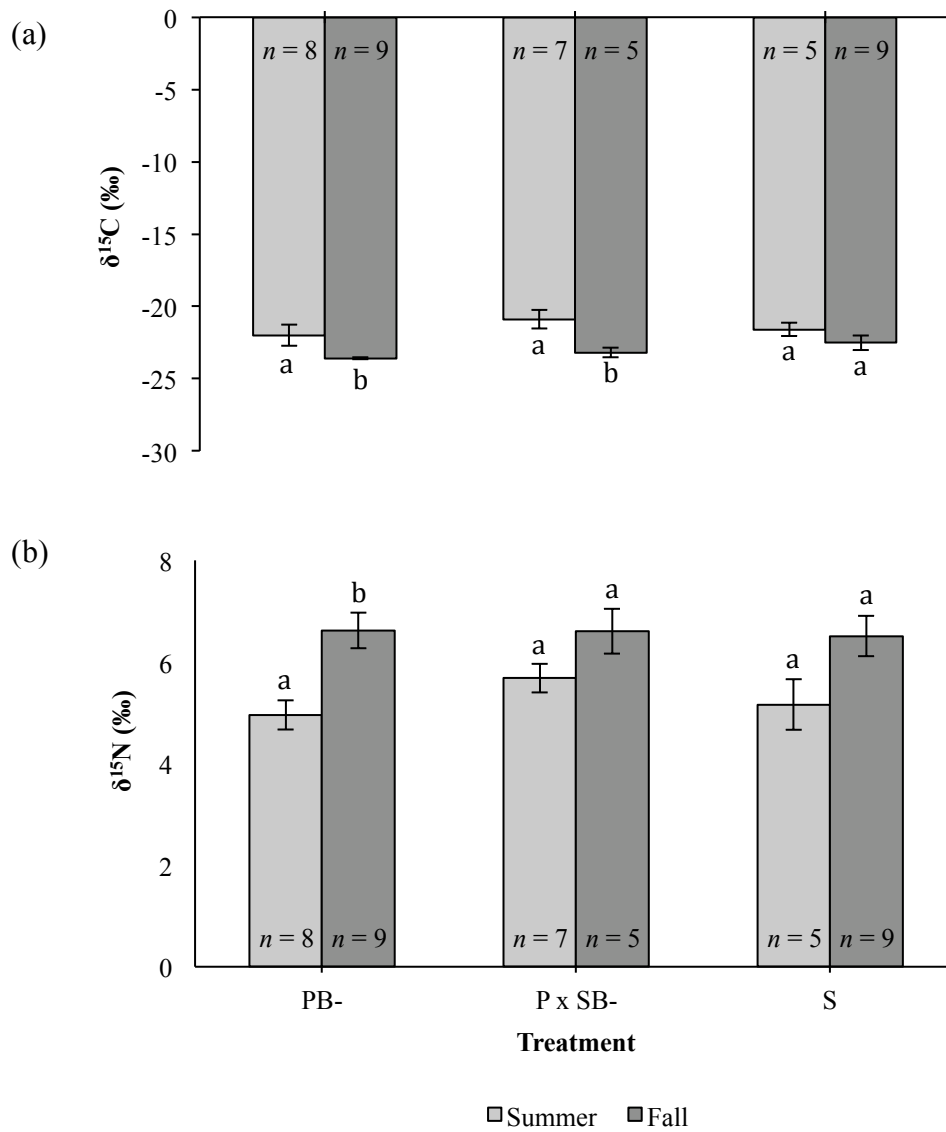 (a)
0
-5
-10
-15
-20
-25
-30
δ¹⁵C (‰)
n = 8 n = 9 n = 7 n = 5 n = 5 n = 9
a b a b a a
(b)
8
6
4
2
0
δ¹⁵N (‰)
a b a a a a
n = 8 n = 9 n = 7 n = 5 n = 5 n = 9
PB- P x SB- S
Treatment
Summer Fall